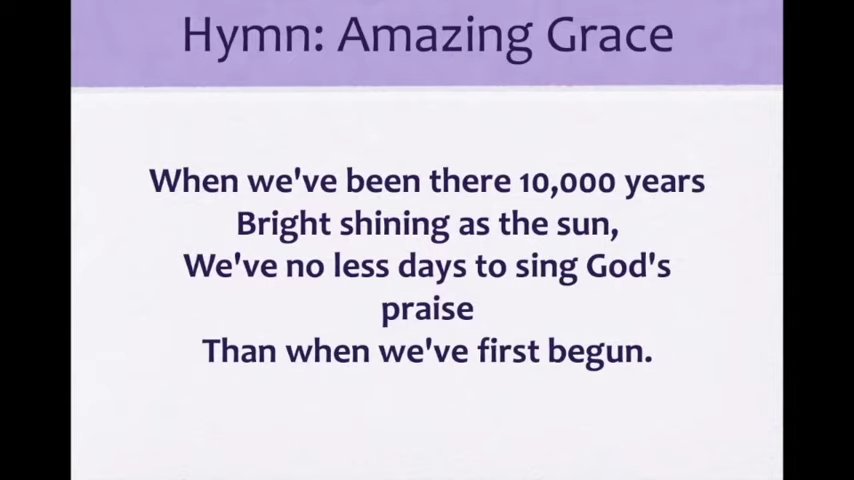 Hymn: Amazing Grace
When we've been there 10,000 years
Bright shining as the sun,
We've no less days to sing God's
praise
Than when we've first begun.